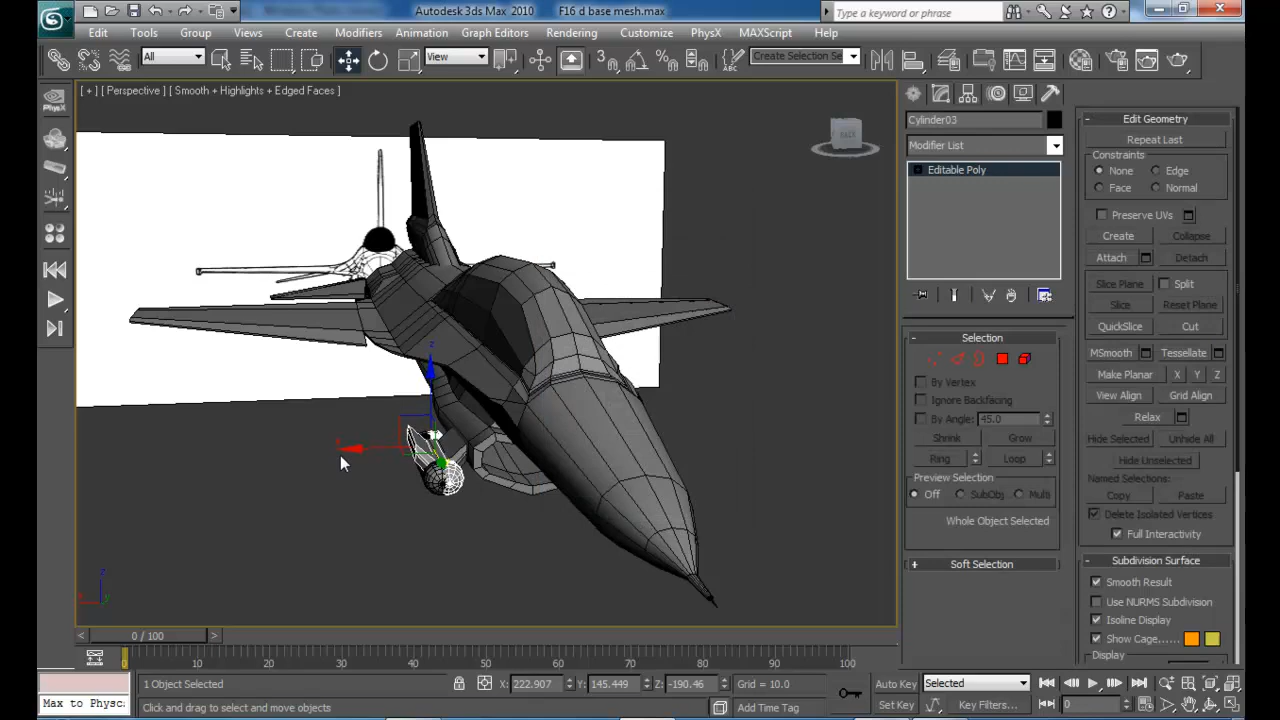 Autodesk 3ds Max 2010
F16 d base mesh.max
Type a keyword or phrase
Edit
Tools
Group
Views
Create
Modifiers
Animation
Graph Editors
Rendering
Customize
PhysX
MAXScript
Help
All
View
Create Selection Se
[ + ] [ Perspective ] [ Smooth + Highlights + Edged Faces ]
PhysX
BACK
z
x
z
x
y
Cylinder03
Modifier List
Editable Poly
Selection
By Vertex
Ignore Backfacing
By Angle: 45.0
Shrink
Grow
Ring
Loop
Preview Selection
Off
SubObj
Multi
Whole Object Selected
Soft Selection
Edit Geometry
Repeat Last
Constraints
None
Edge
Face
Normal
Preserve UVs
Create
Collapse
Attach
Detach
Slice Plane
Split
Slice
Reset Plane
QuickSlice
Cut
MSmooth
Tessellate
Make Planar
X
Y
Z
View Align
Grid Align
Relax
Hide Selected
Unhide All
Hide Unselected
Named Selections:
Copy
Paste
Delete Isolated Vertices
Full Interactivity
Subdivision Surface
Smooth Result
Use NURMS Subdivision
Isoline Display
Show Cage......
Display
< 0 / 100 >
0 10 20 30 40 50 60 70 80 90 100
1 Object Selected
X: 222.907
Y: 145.449
Z: -190.46
Grid = 10.0
Auto Key
Selected
Max to Physc
Click and drag to select and move objects
Add Time Tag
Set Key
Key Filters...
0